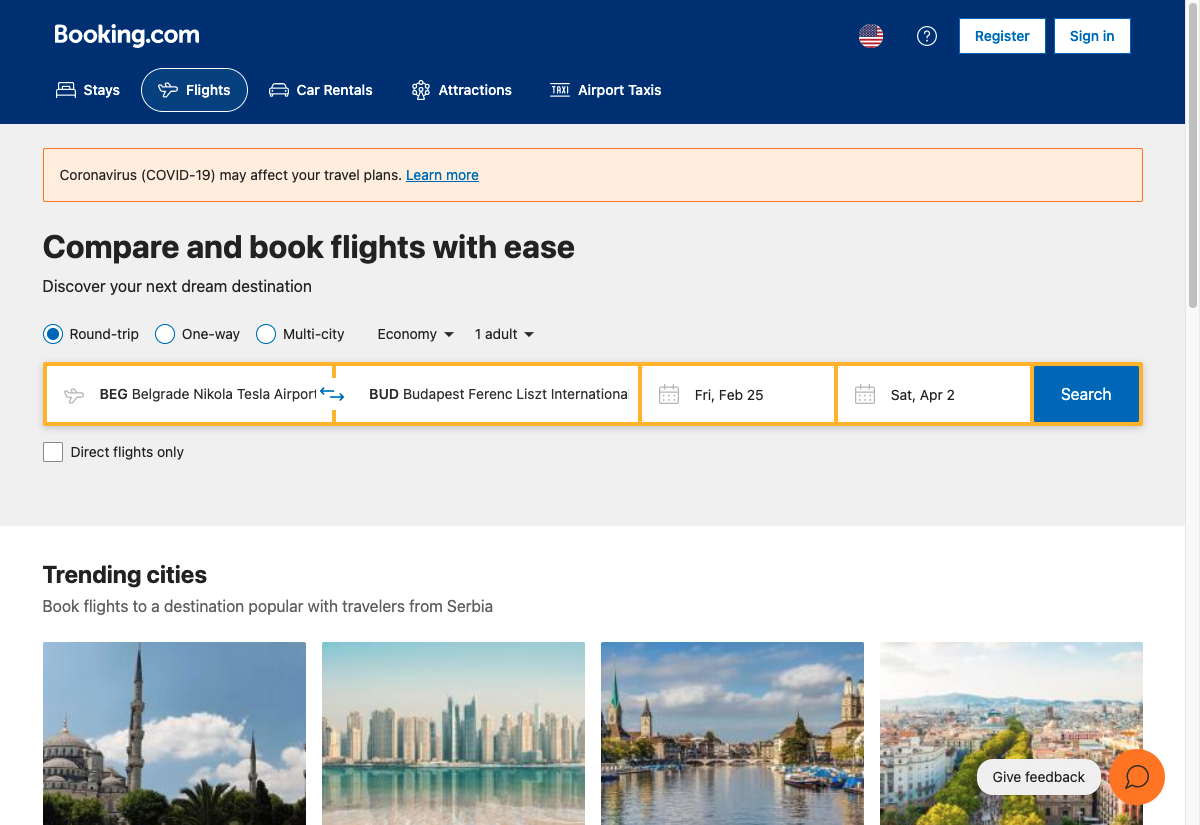 Booking.com
Register
Sign in
Stays
Flights
Car Rentals
Attractions
TAXI
Airport Taxis
Coronavirus (COVID-19) may affect your travel plans. Learn more
Compare and book flights with ease
Discover your next dream destination
Round-trip
One-way
Multi-city
Economy
1 adult
BEG Belgrade Nikola Tesla Airport
BUD Budapest Ferenc Liszt Internationa
Fri, Feb 25
Sat, Apr 2
Search
Direct flights only
Trending cities
Book flights to a destination popular with travelers from Serbia
Give feedback